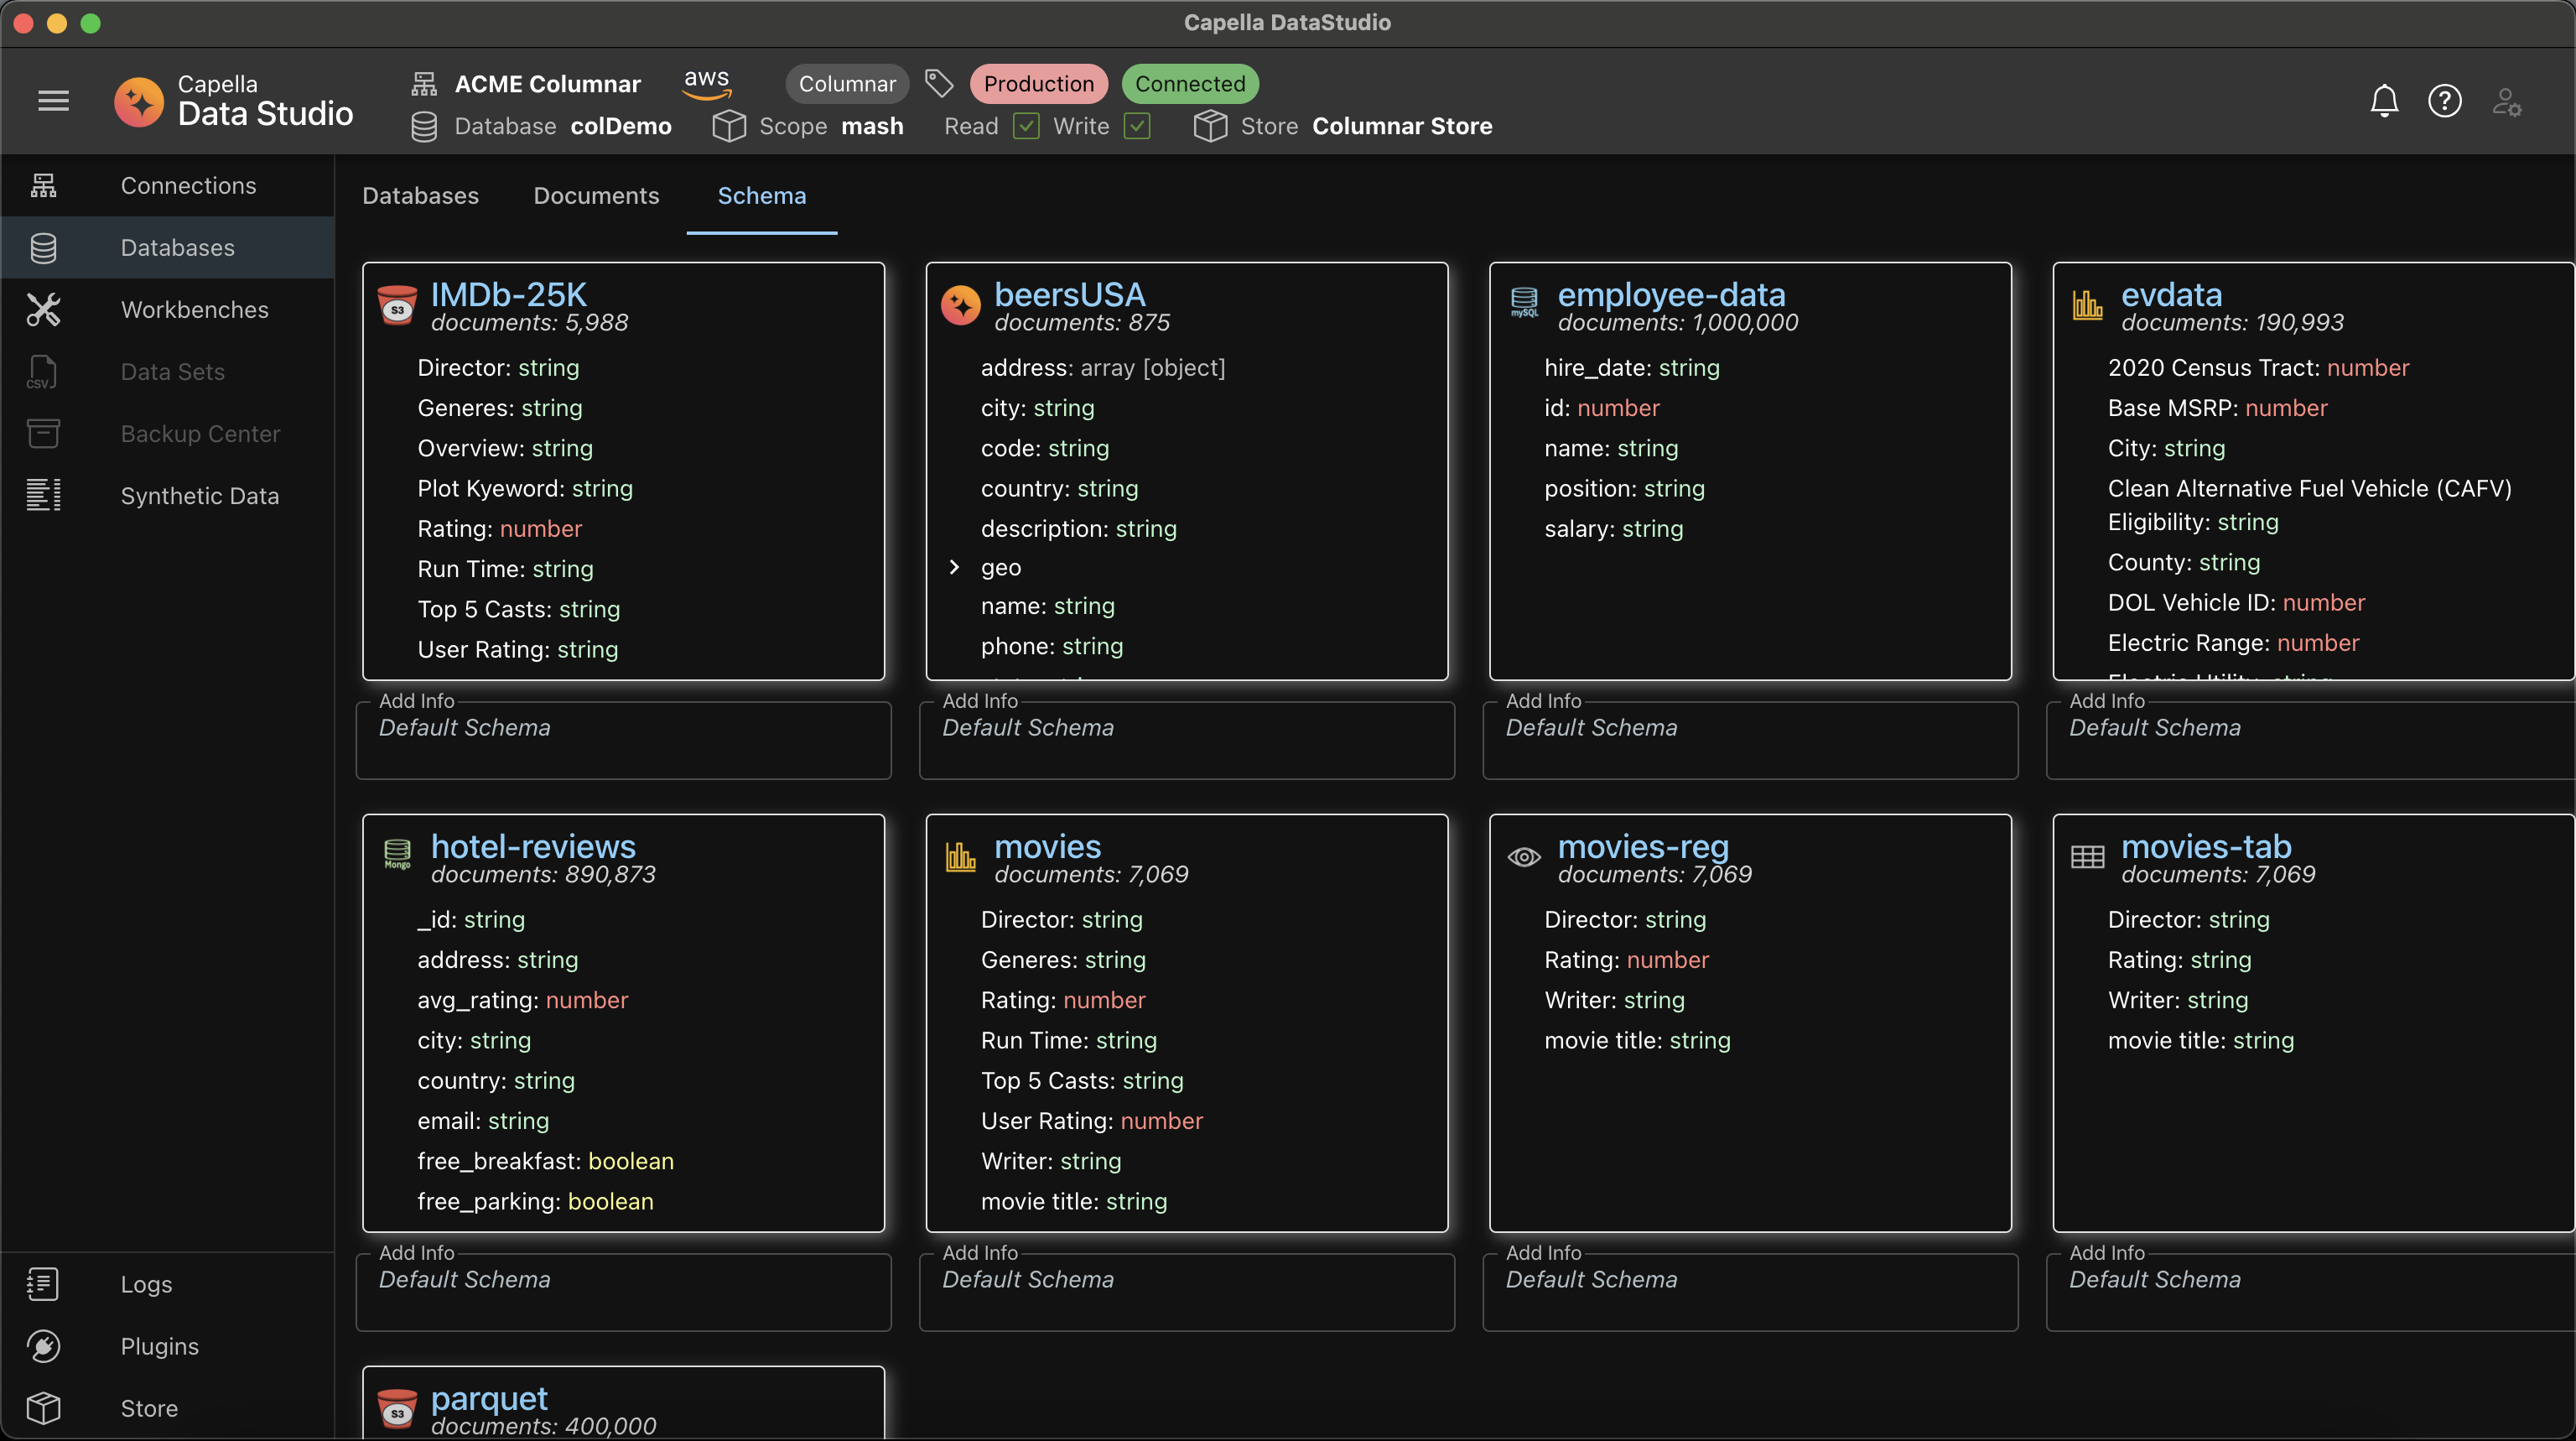 Capella DataStudio
Capella
Data Studio
ACME Columnar
aws
Columnar
Production
Connected
Database colDemo
Scope mash
Read
Write
Store Columnar Store
Connections
Databases
Workbenches
CSV
Data Sets
Backup Center
Synthetic Data
Logs
Plugins
Store
Databases
Documents
Schema
S3
IMDb-25K
documents: 5,988
Director: string
Generes: string
Overview: string
Plot Kyeword: string
Rating: number
Run Time: string
Top 5 Casts: string
User Rating: string
Add Info
Default Schema
beersUSA
documents: 875
address: array [object]
city: string
code: string
country: string
description: string
geo
name: string
phone: string
Add Info
Default Schema
mySQL
employee-data
documents: 1,000,000
hire_date: string
id: number
name: string
position: string
salary: string
Add Info
Default Schema
evdata
documents: 190,993
2020 Census Tract: number
Base MSRP: number
City: string
Clean Alternative Fuel Vehicle (CAFV)
Eligibility: string
County: string
DOL Vehicle ID: number
Electric Range: number
Electric Utility: string
Add Info
Default Schema
Mongo
hotel-reviews
documents: 890,873
_id: string
address: string
avg_rating: number
city: string
country: string
email: string
free_breakfast: boolean
free_parking: boolean
Add Info
Default Schema
movies
documents: 7,069
Director: string
Generes: string
Rating: number
Run Time: string
Top 5 Casts: string
User Rating: number
Writer: string
movie title: string
Add Info
Default Schema
movies-reg
documents: 7,069
Director: string
Rating: number
Writer: string
movie title: string
Add Info
Default Schema
movies-tab
documents: 7,069
Director: string
Rating: string
Writer: string
movie title: string
Add Info
Default Schema
S3
parquet
documents: 400,000